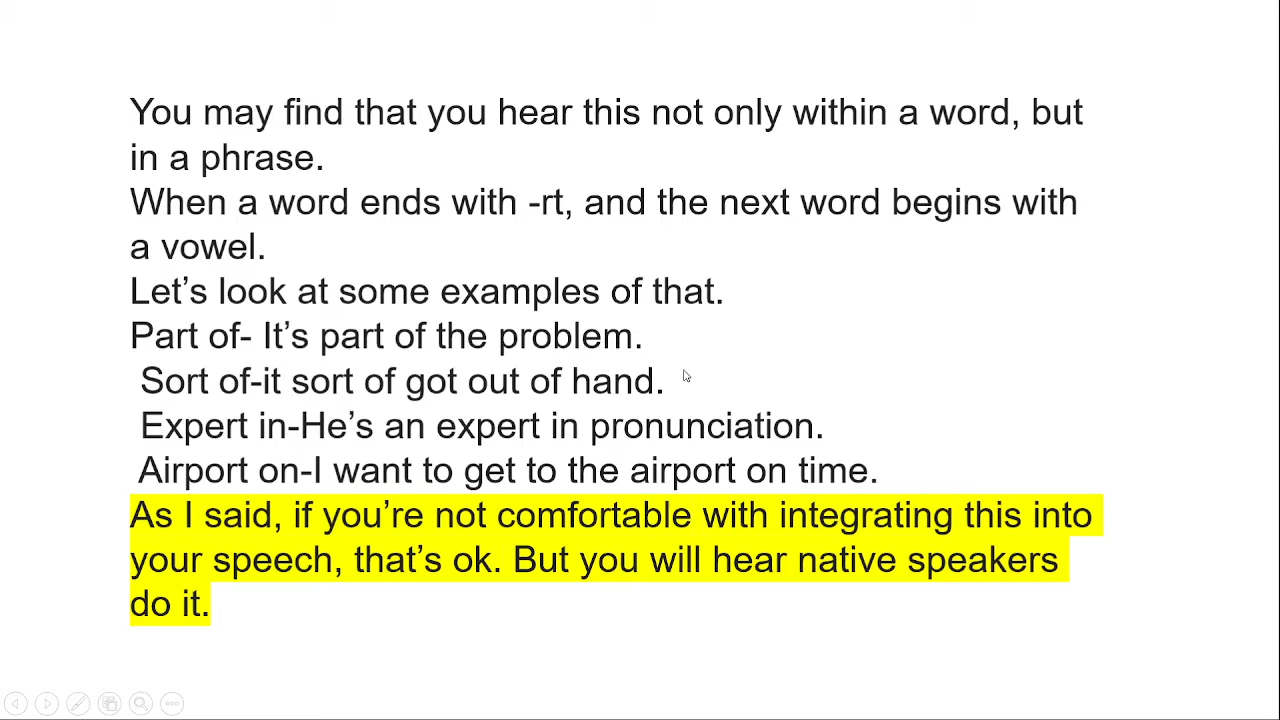 You may find that you hear this not only within a word, but
in a phrase.
When a word ends with -rt, and the next word begins with
a vowel.
Let’s look at some examples of that.
Part of- It’s part of the problem.
Sort of-it sort of got out of hand.
Expert in-He’s an expert in pronunciation.
Airport on-I want to get to the airport on time.
As I said, if you’re not comfortable with integrating this into
your speech, that’s ok. But you will hear native speakers
do it.